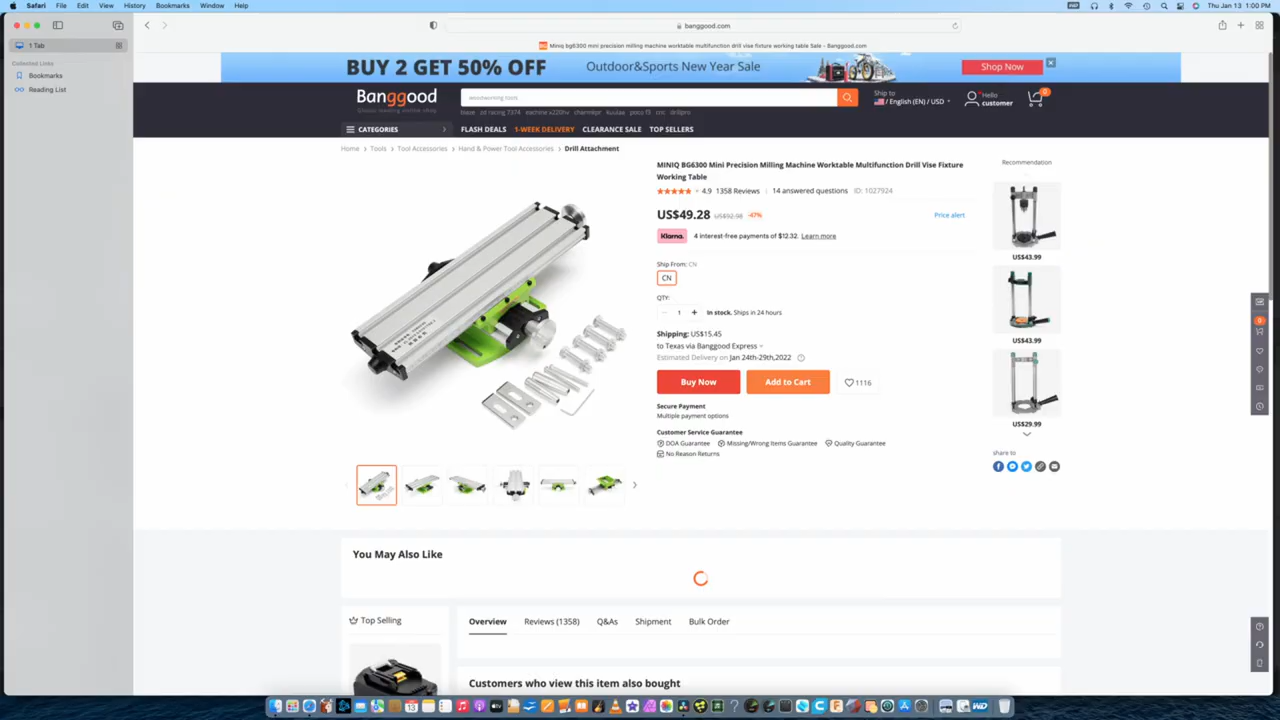 Safari File Edit View History Bookmarks Window Help
Thu Jan 13 1:00 PM
banggood.com
1 Tab
Miniq bg6300 mini precision milling machine worktable multifunction drill vise fixture working table Sale - Banggood.com
Collected Links
Bookmarks
Reading List
BUY 2 GET 50% OFF
Outdoor&Sports New Year Sale
Shop Now
Banggood
woodworking tools
Ship to
/ English (EN) / USD
Hello
customer
0
CATEGORIES
FLASH DEALS 1-WEEK DELIVERY CLEARANCE SALE TOP SELLERS
Home > Tools > Tool Accessories > Hand & Power Tool Accessories > Drill Attachment
MINIQ BG6300 Mini Precision Milling Machine Worktable Multifunction Drill Vise Fixture
Working Table
4.9 1358 Reviews 14 answered questions ID: 1027924
US$49.28 US$92.98 -47%
Price alert
Klarna. 4 interest-free payments of $12.32. Learn more
Ship From: CN
CN
QTY:
− 1 + In stock. Ships in 24 hours.
Shipping: US$15.45
to Texas via Banggood Express
Estimated Delivery on Jan 24th-29th,2022
Buy Now
Add to Cart
1116
Secure Payment
Multiple payment options
Customer Service Guarantee
DOA Guarantee Missing/Wrong Items Guarantee Quality Guarantee
No Reason Returns
Recommendation
US$43.99
US$43.99
US$29.99
share to
You May Also Like
Top Selling
Overview Reviews (1358) Q&As Shipment Bulk Order
Customers who view this item also bought